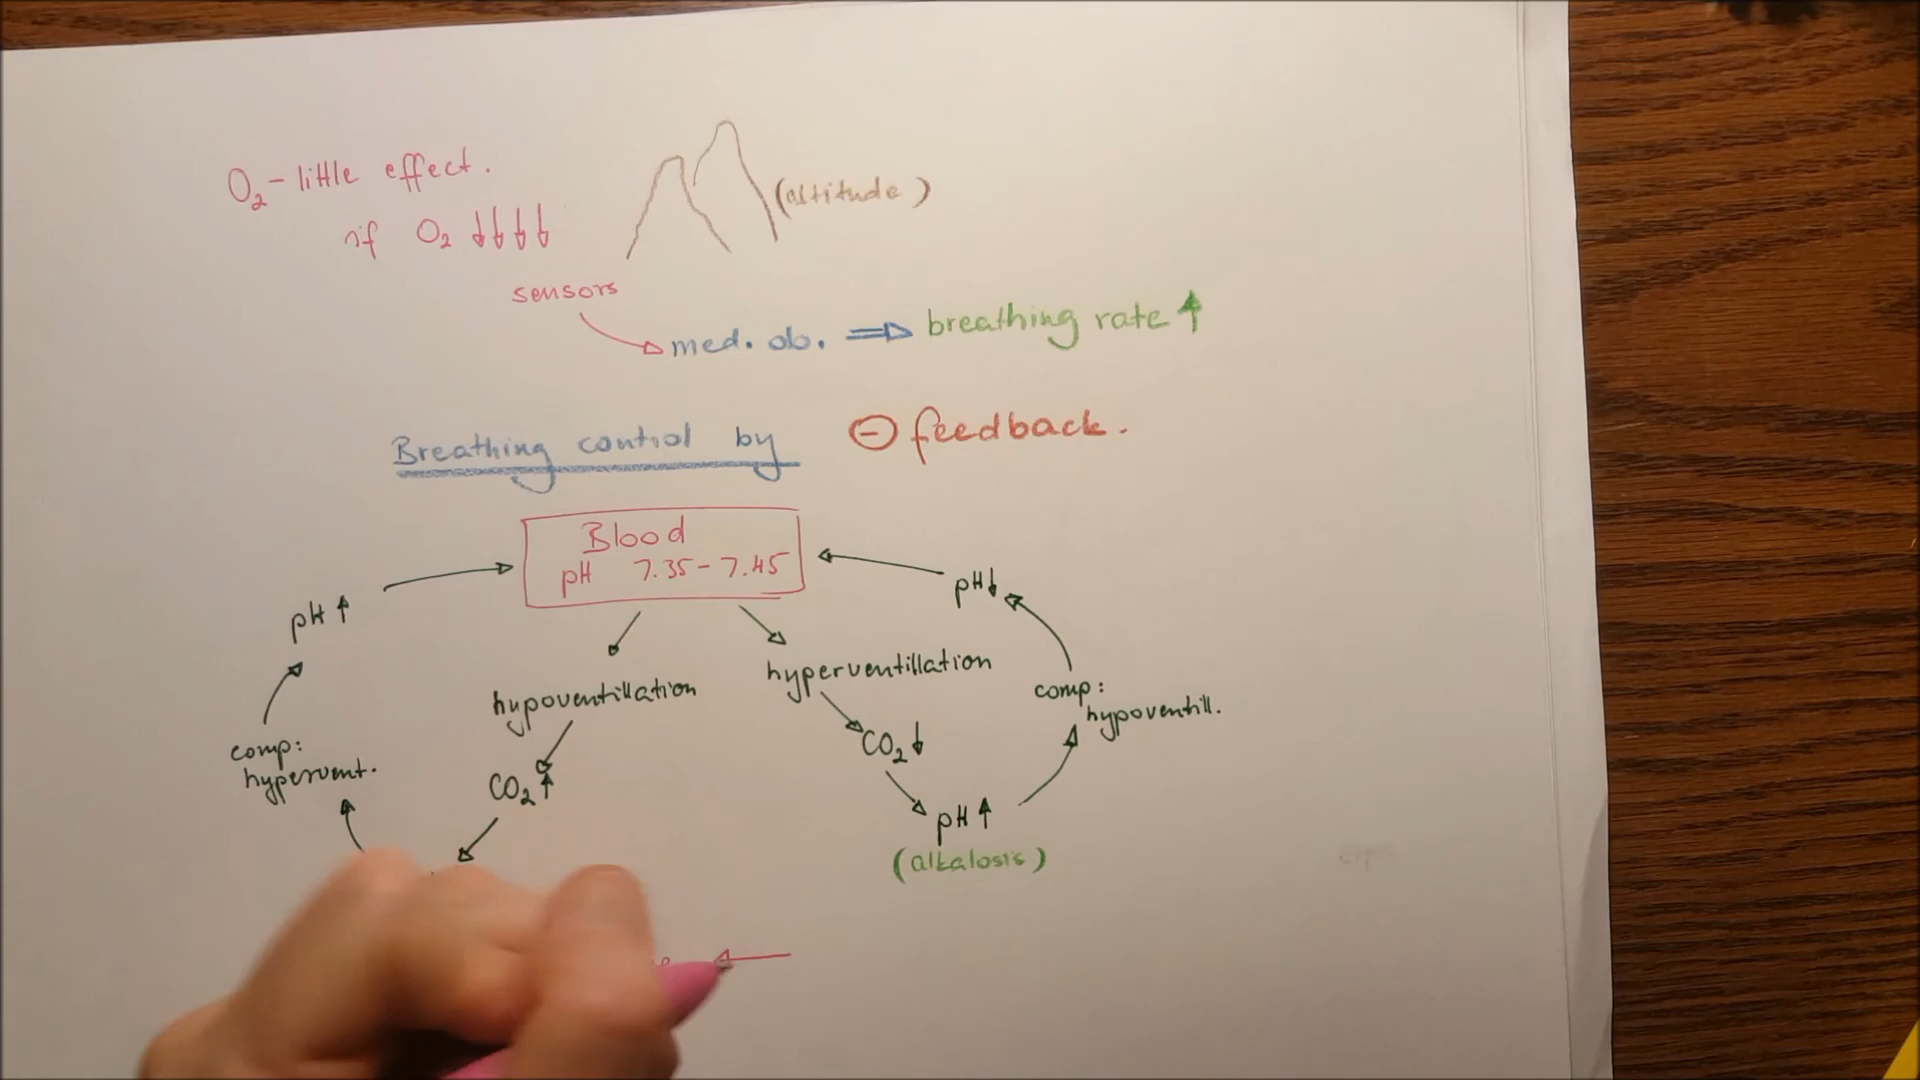 O₂ - little effect.
if O₂ ↓↓↓↓
(altitude)
sensors
med. ob. ⇒ breathing rate ↑
Breathing control by ⊖ feedback.
Blood
pH 7.35 - 7.45
pH ↑
pH ↓
hypoventillation
hyperventillation
comp:
hypervent.
comp:
hypoventill.
CO₂ ↑
CO₂ ↓
pH ↑
(alkalosis)